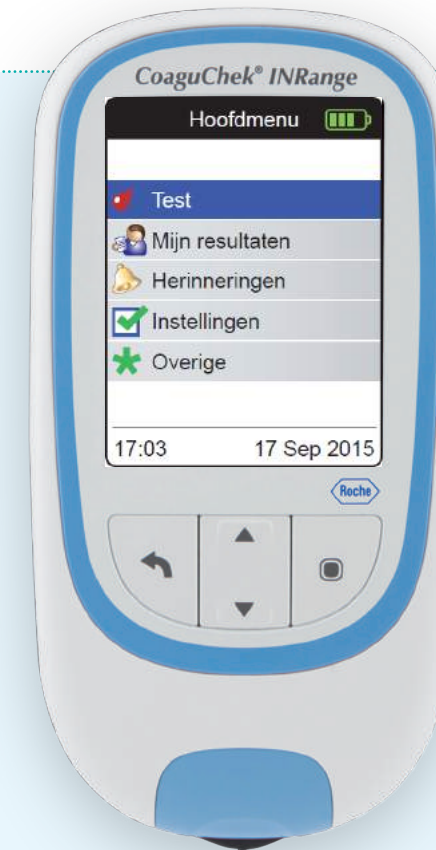 CoaguChek® INRange
Hoofdmenu
Test
Mijn resultaten
Herinneringen
Instellingen
Overige
17:03 17 Sep 2015
Roche